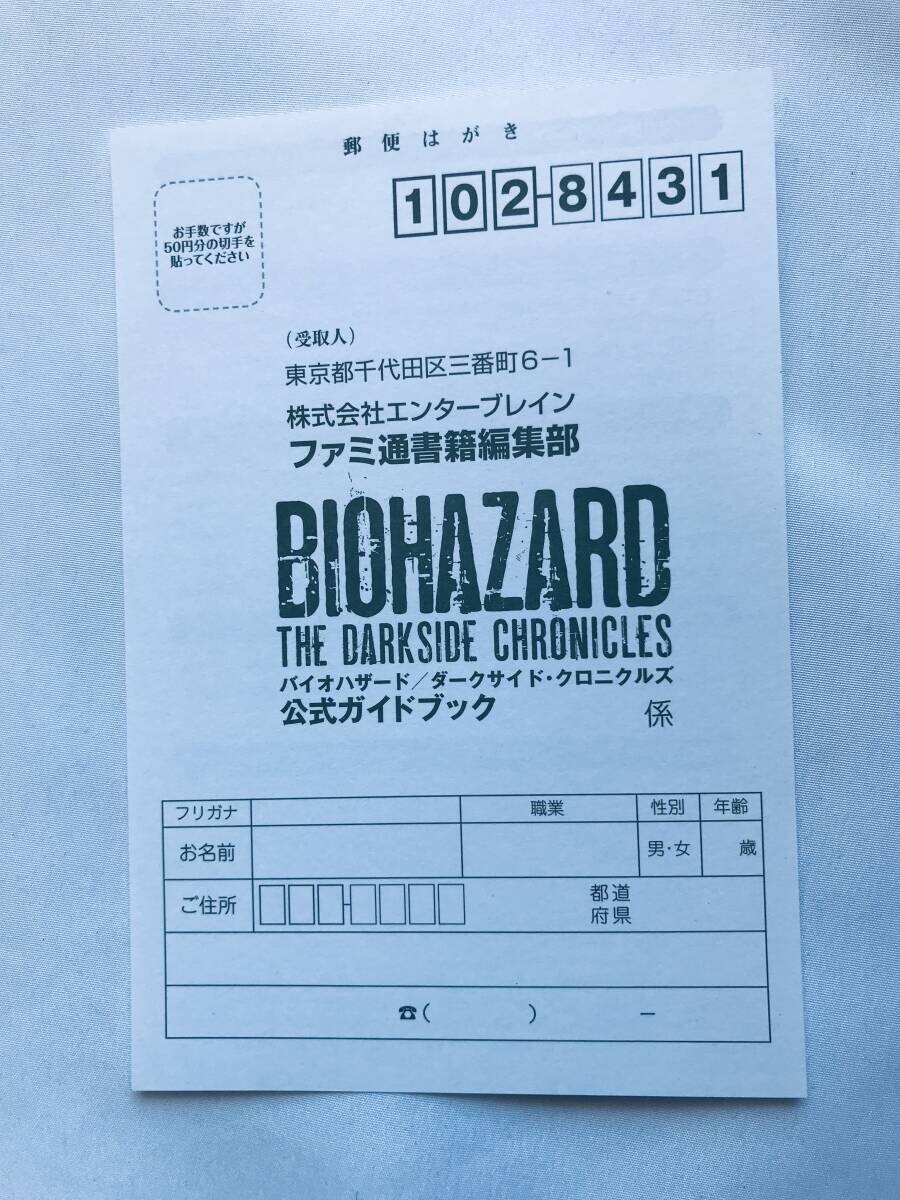 郵便はがき
102-8431
お手数ですが
50円分の切手を
貼ってください
(受取人)
東京都千代田区三番町6-1
株式会社エンターブレイン
ファミ通書籍編集部
BIOHAZARD
THE DARKSIDE CHRONICLES
バイオハザード/ダークサイド・クロニクルズ
公式ガイドブック 係
フリガナ 職業 性別 年齢
お名前 男・女 歳
ご住所 - 都道
府県
☎( ) -